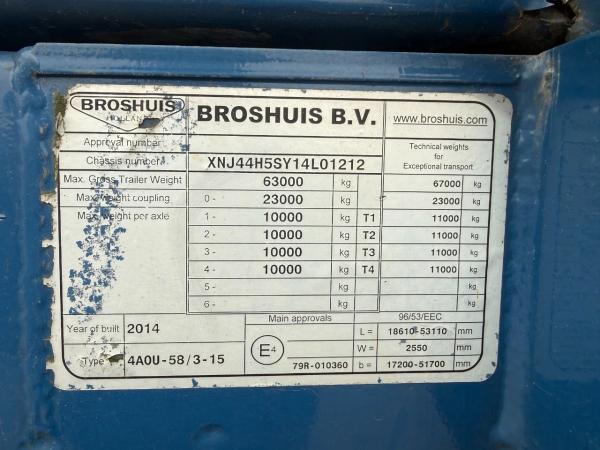 BROSHUIS
HOLLAND
BROSHUIS B.V.
www.broshuis.com
Approval number
Technical weights
for
Exceptional transport
Chassis number XNJ44H5SY14L01212
Max. Gross Trailer Weight 63000 kg 67000 kg
Max. weight coupling 0 - 23000 kg 23000 kg
Max. weight per axle 1 - 10000 kg T1 11000 kg
2 - 10000 kg T2 11000 kg
3 - 10000 kg T3 11000 kg
4 - 10000 kg T4 11000 kg
5 - kg kg
6 - kg kg
Year of built 2014 Main approvals 96/53/EEC
L = 18610-53110 mm
E4 W = 2550 mm
Type 4A0U-58/3-15 79R-010360 b = 17200-51700 mm